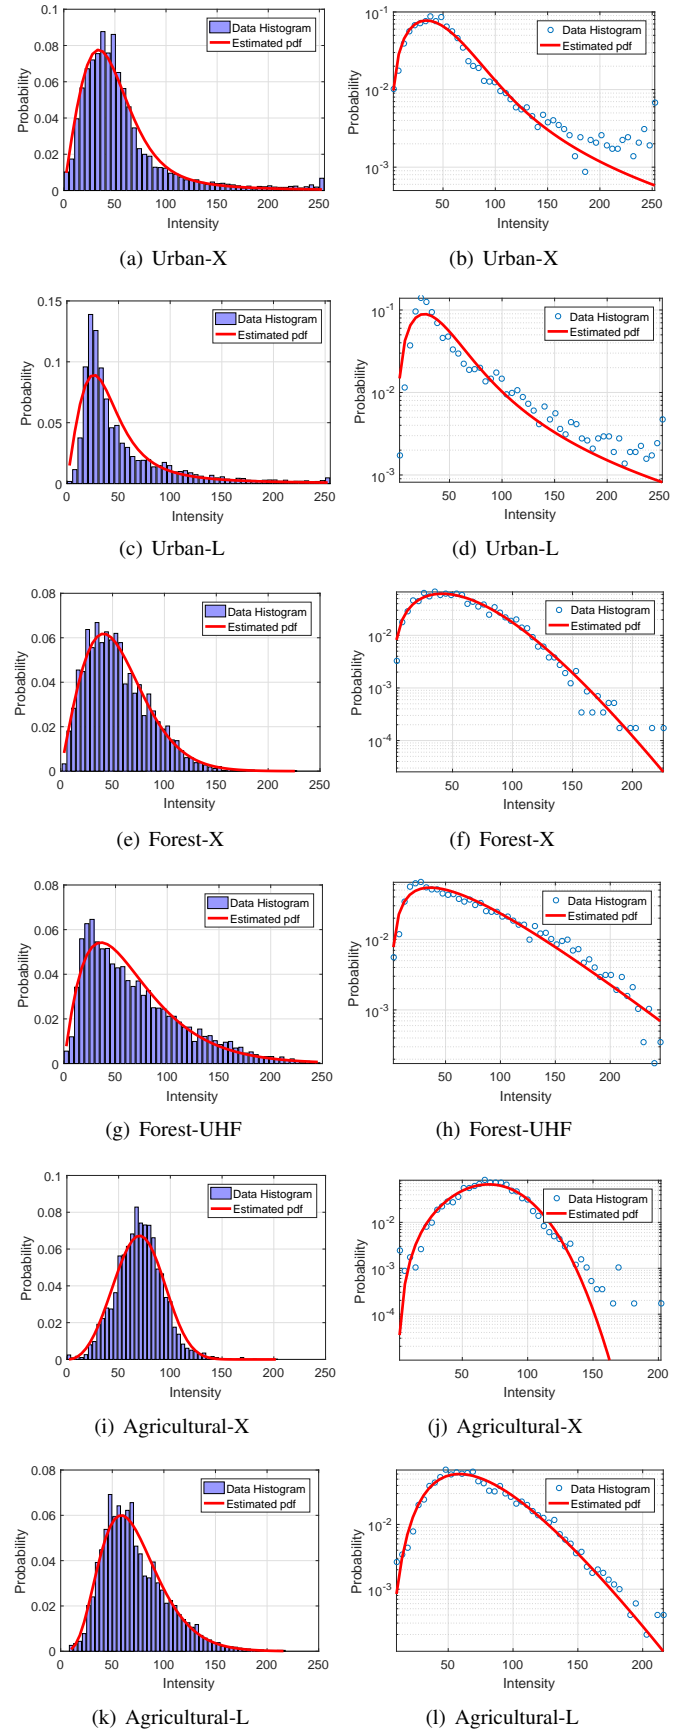 0.1
0.08
0.06
0.04
0.02
0
0 50 100 150 200 250
Probability
Intensity
Data Histogram
Estimated pdf
(a) Urban-X
10-1
10-2
10-3
50 100 150 200 250
Probability
Intensity
Data Histogram
Estimated pdf
(b) Urban-X
0.15
0.1
0.05
0
0 50 100 150 200 250
Probability
Intensity
Data Histogram
Estimated pdf
(c) Urban-L
10-1
10-2
10-3
50 100 150 200 250
Probability
Intensity
Data Histogram
Estimated pdf
(d) Urban-L
0.08
0.06
0.04
0.02
0
0 50 100 150 200 250
Probability
Intensity
Data Histogram
Estimated pdf
(e) Forest-X
10-2
10-3
10-4
50 100 150 200
Probability
Intensity
Data Histogram
Estimated pdf
(f) Forest-X
0.08
0.06
0.04
0.02
0
0 50 100 150 200 250
Probability
Intensity
Data Histogram
Estimated pdf
(g) Forest-UHF
10-2
10-3
50 100 150 200
Probability
Intensity
Data Histogram
Estimated pdf
(h) Forest-UHF
0.1
0.08
0.06
0.04
0.02
0
0 50 100 150 200 250
Probability
Intensity
Data Histogram
Estimated pdf
(i) Agricultural-X
10-2
10-3
10-4
50 100 150 200
Probability
Intensity
Data Histogram
Estimated pdf
(j) Agricultural-X
0.08
0.06
0.04
0.02
0
0 50 100 150 200 250
Probability
Intensity
Data Histogram
Estimated pdf
(k) Agricultural-L
10-2
10-3
50 100 150 200
Probability
Intensity
Data Histogram
Estimated pdf
(l) Agricultural-L